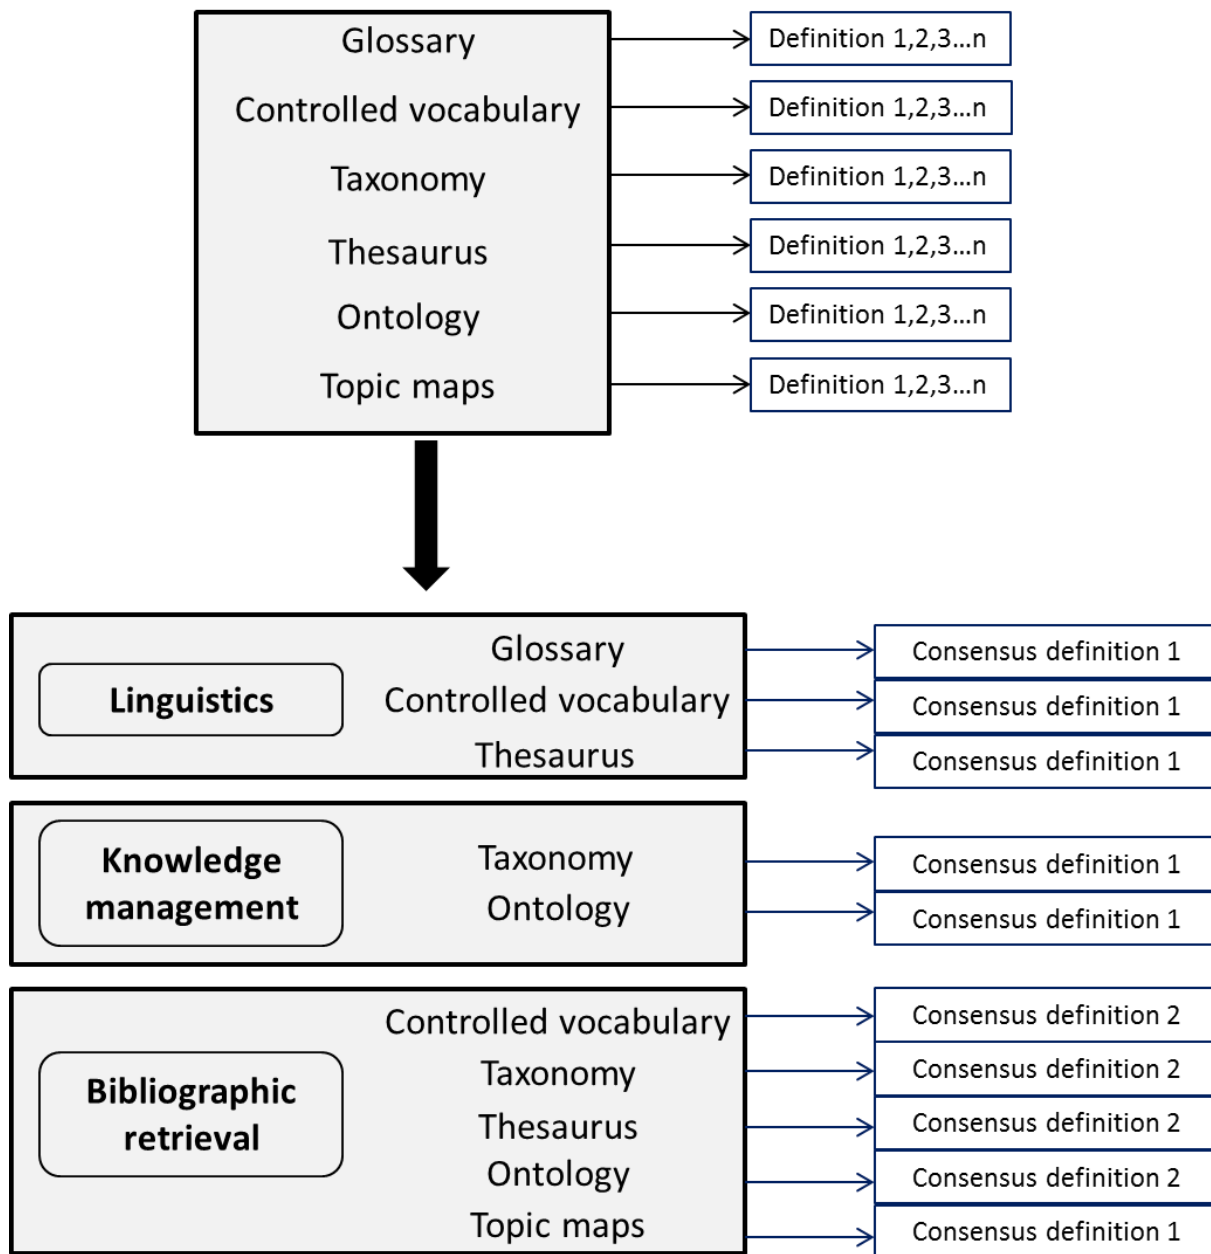 Glossary
Definition 1,2,3...n
Controlled vocabulary
Definition 1,2,3...n
Taxonomy
Definition 1,2,3...n
Thesaurus
Definition 1,2,3...n
Ontology
Definition 1,2,3...n
Topic maps
Definition 1,2,3...n
Linguistics
Glossary
Consensus definition 1
Controlled vocabulary
Consensus definition 1
Thesaurus
Consensus definition 1
Knowledge
management
Taxonomy
Consensus definition 1
Ontology
Consensus definition 1
Bibliographic
retrieval
Controlled vocabulary
Consensus definition 2
Taxonomy
Consensus definition 2
Thesaurus
Consensus definition 2
Ontology
Consensus definition 2
Topic maps
Consensus definition 1